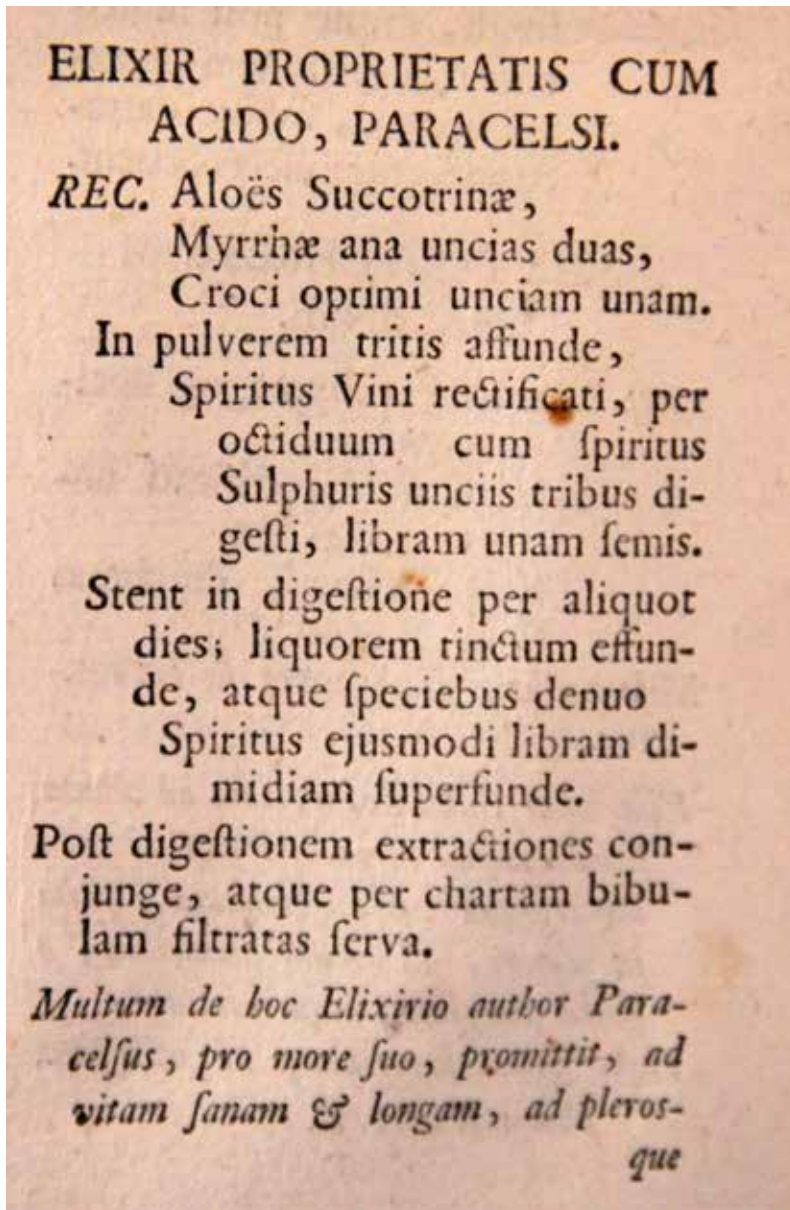 ELIXIR PROPRIETATIS CUM
ACIDO, PARACELSI.
REC. Aloës Succotrinæ,
Myrrhæ ana uncias duas,
Croci optimi unciam unam.
In pulverem tritis affunde,
Spiritus Vini rectificati, per
octiduum cum ſpiritus
Sulphuris unciis tribus di-
geſti, libram unam ſemis.
Stent in digeſtione per aliquot
dies; liquorem tinctum effun-
de, atque ſpeciebus denuo
Spiritus ejusmodi libram di-
midiam ſuperfunde.
Poſt digeſtionem extractiones con-
junge, atque per chartam bibu-
lam filtratas ſerva.
Multum de hoc Elixirio author Para-
celſus, pro more ſuo, promittit, ad
vitam ſanam & longam, ad pleros-
que